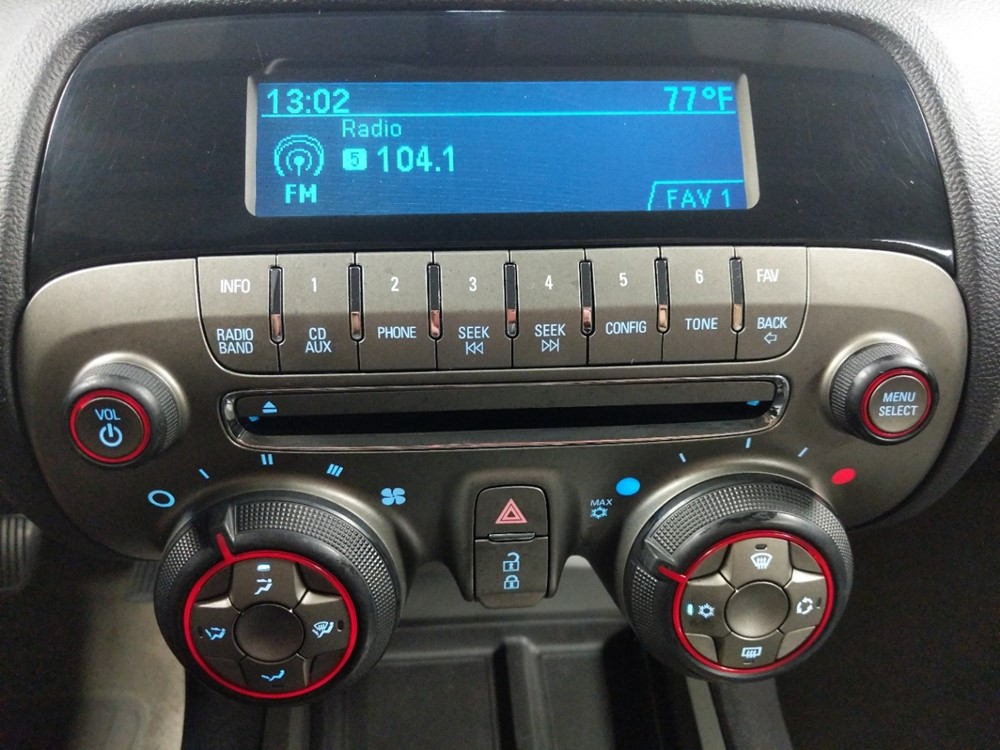 13:02 77°F
Radio
5 104.1
FM
FAV 1
INFO 1 2 3 4 5 6 FAV
RADIO BAND
CD AUX
PHONE
SEEK
SEEK
CONFIG
TONE
BACK
VOL
MENU SELECT
MAX